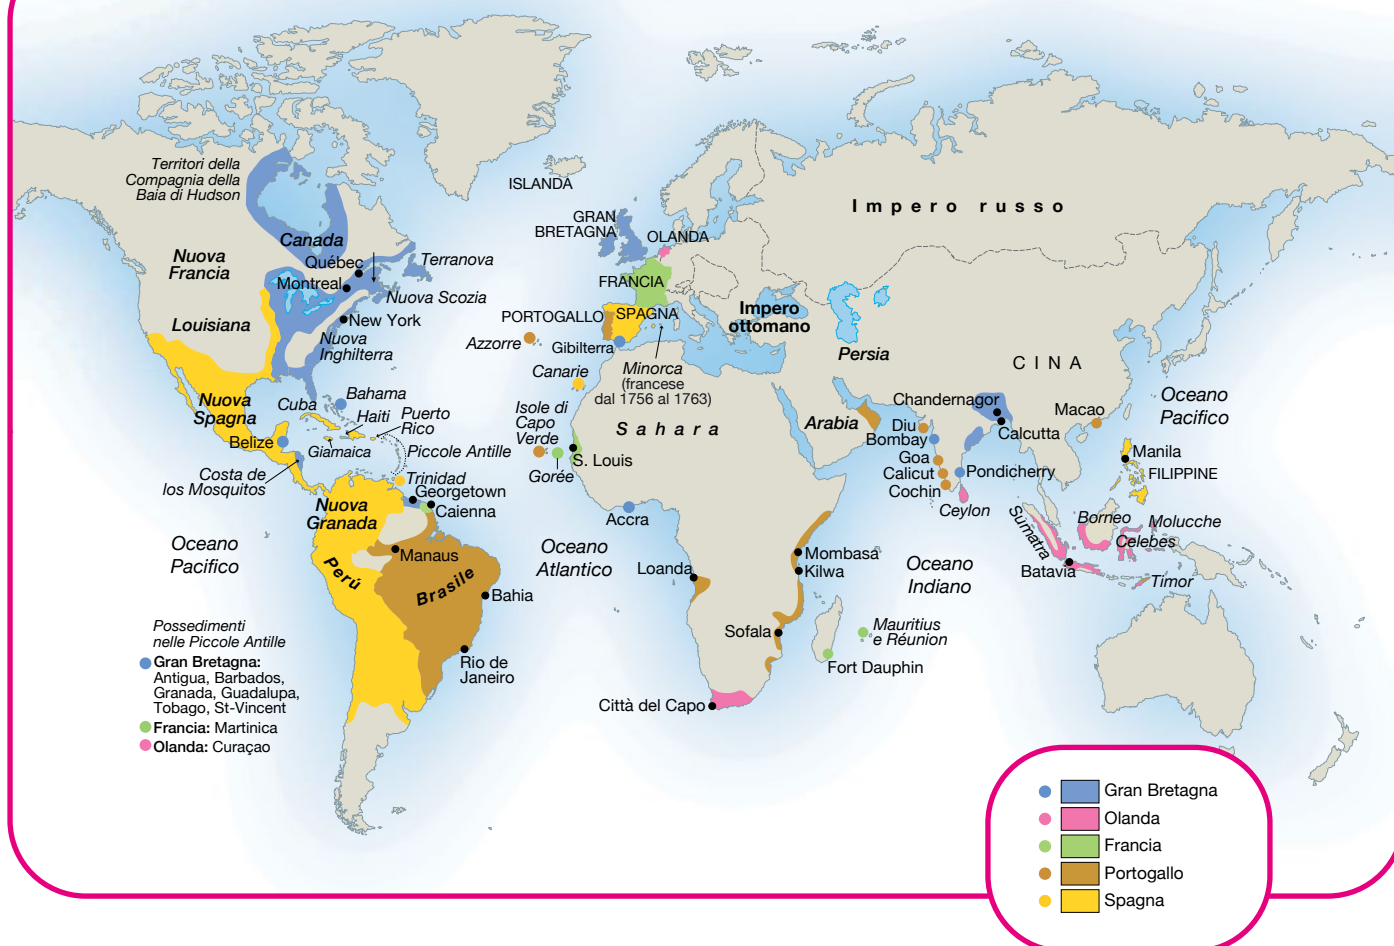 Territori della
Compagnia della
Baia di Hudson
ISLANDA
Impero russo
GRAN
BRETAGNA
OLANDA
Canada
Nuova
Francia
Québec
Terranova
Montreal
FRANCIA
Nuova Scozia
Louisiana
New York
Nuova
Inghilterra
PORTOGALLO
SPAGNA
Impero
ottomano
Azzorre
Gibilterra
Persia
CINA
Minorca
(francese
dal 1756 al 1763)
Canarie
Nuova
Spagna
Cuba
Bahama
Haiti
Puerto
Rico
Isole di
Capo
Verde
Sahara
Arabia
Chandernagor
Macao
Oceano
Pacifico
Belize
Giamaica
Piccole Antille
Diu
Bombay
Calcutta
Goa
Manila
Costa de
los Mosquitos
Trinidad
Gorée
S. Louis
Calicut
Pondicherry
FILIPPINE
Cochin
Georgetown
Nuova
Granada
Caienna
Accra
Ceylon
Sumatra
Borneo
Molucche
Celebes
Oceano
Pacifico
Manaus
Oceano
Atlantico
Mombasa
Oceano
Indiano
Perú
Brasile
Loanda
Kilwa
Batavia
Timor
Bahia
Possedimenti
nelle Piccole Antille
Gran Bretagna:
Antigua, Barbados,
Granada, Guadalupa,
Tobago, St-Vincent
Francia: Martinica
Olanda: Curaçao
Sofala
Mauritius
e Réunion
Rio de
Janeiro
Fort Dauphin
Città del Capo
Gran Bretagna
Olanda
Francia
Portogallo
Spagna